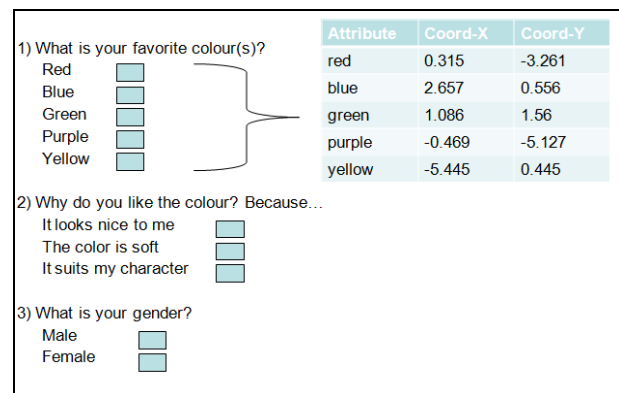 1) What is your favorite colour(s)?
Red
Blue
Green
Purple
Yellow
Attribute Coord-X Coord-Y
red 0.315 -3.261
blue 2.657 0.556
green 1.086 1.56
purple -0.469 -5.127
yellow -5.445 0.445
2) Why do you like the colour? Because…
It looks nice to me
The color is soft
It suits my character
3) What is your gender?
Male
Female